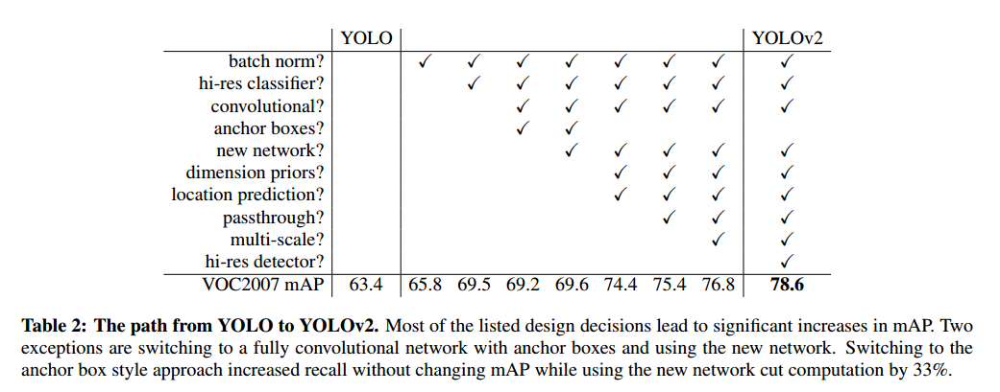 YOLO YOLOv2
batch norm? ✓ ✓ ✓ ✓ ✓ ✓ ✓ ✓
hi-res classifier? ✓ ✓ ✓ ✓ ✓ ✓ ✓
convolutional? ✓ ✓ ✓ ✓ ✓ ✓
anchor boxes? ✓ ✓
new network? ✓ ✓ ✓ ✓ ✓
dimension priors? ✓ ✓ ✓ ✓
location prediction? ✓ ✓ ✓ ✓
passthrough? ✓ ✓ ✓
multi-scale? ✓ ✓
hi-res detector? ✓
VOC2007 mAP 63.4 65.8 69.5 69.2 69.6 74.4 75.4 76.8 78.6
Table 2: The path from YOLO to YOLOv2. Most of the listed design decisions lead to significant increases in mAP. Two
exceptions are switching to a fully convolutional network with anchor boxes and using the new network. Switching to the
anchor box style approach increased recall without changing mAP while using the new network cut computation by 33%.